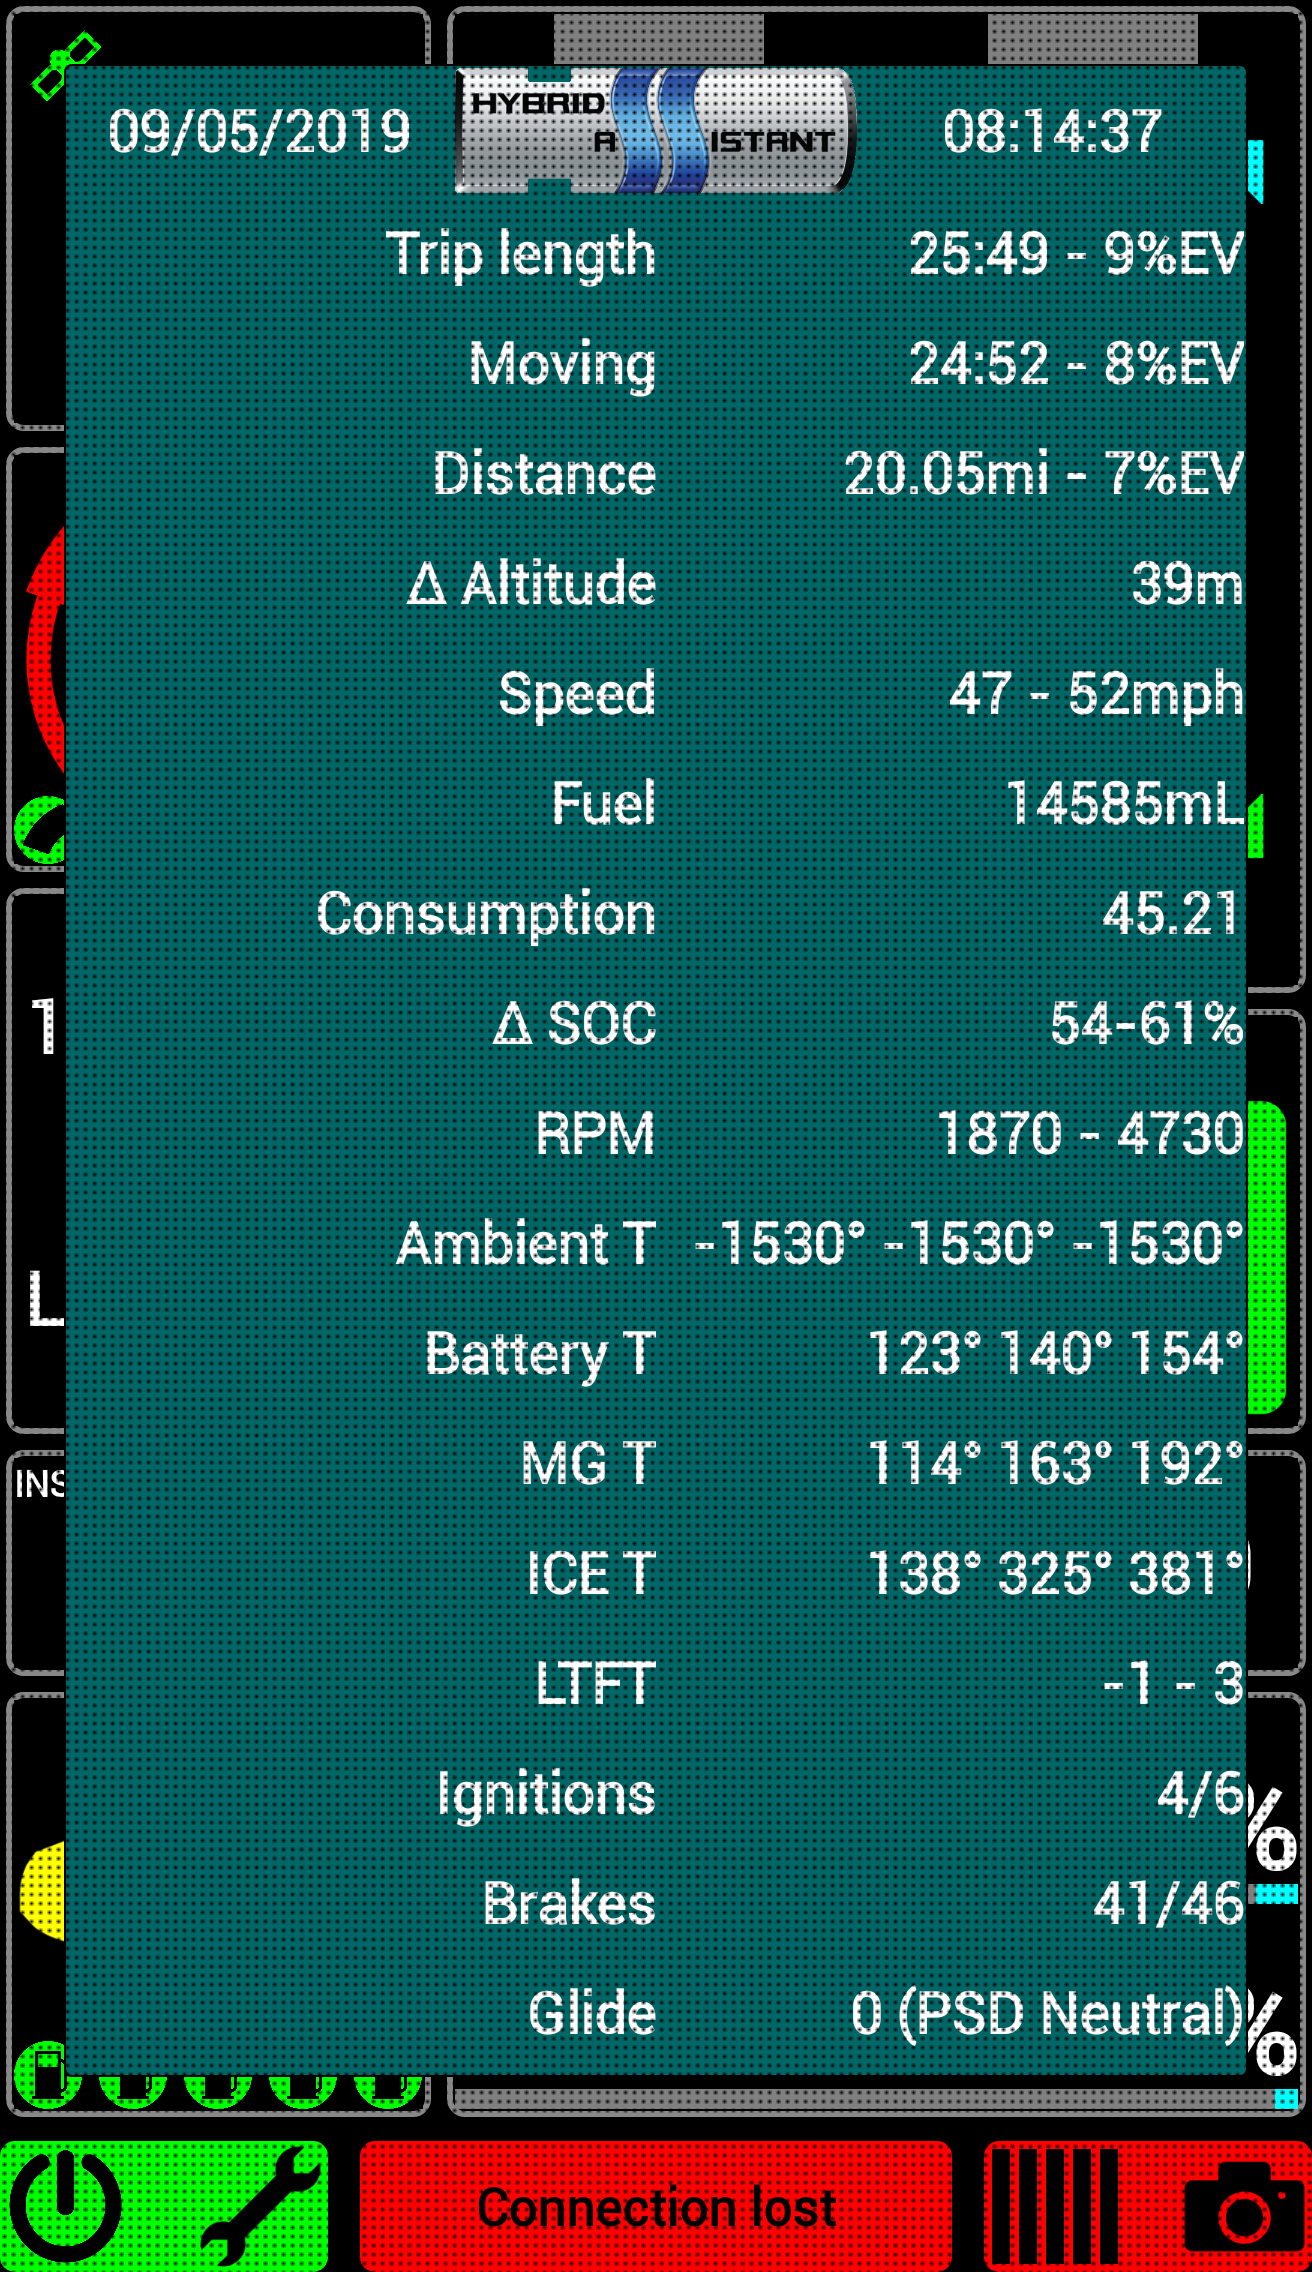 09/05/2019 HYBRID ASSISTANT 08:14:37
Trip length 25:49 - 9%EV
Moving 24:52 - 8%EV
Distance 20.05mi - 7%EV
Δ Altitude 39m
Speed 47 - 52mph
Fuel 14585mL
Consumption 45.21
Δ SOC 54-61%
1
RPM 1870 - 4730
Ambient T -1530° -1530° -1530°
L
Battery T 123° 140° 154°
MG T 114° 163° 192°
INS
ICE T 138° 325° 381°
LTFT -1 - 3
Ignitions 4/6
%
Brakes 41/46
Glide 0 (PSD Neutral)
%
Connection lost